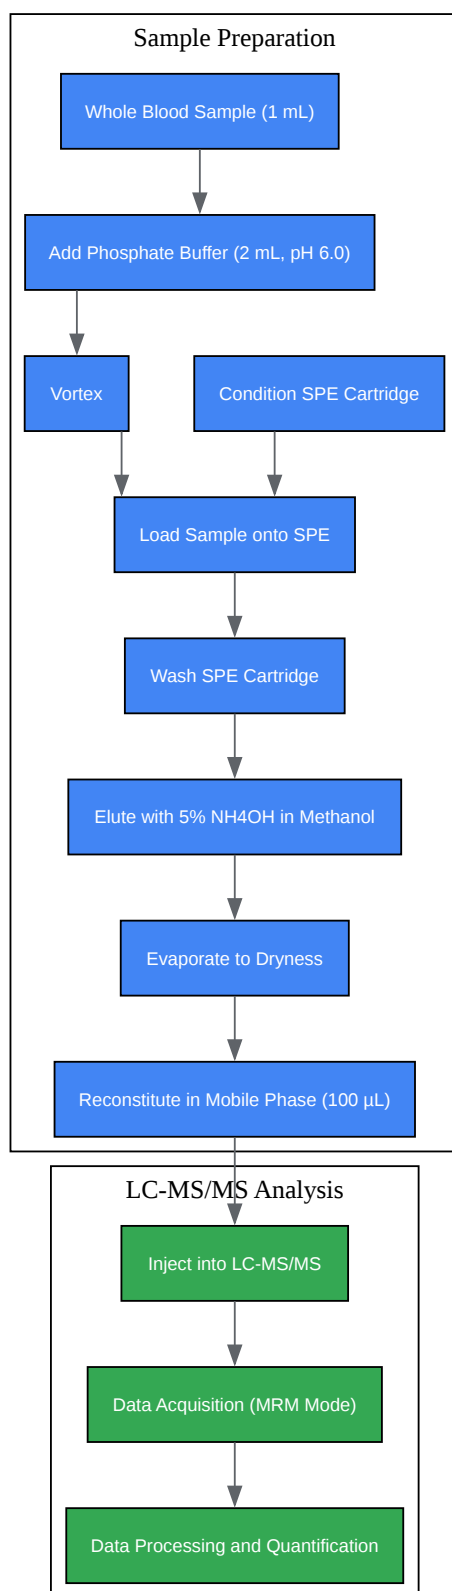 Sample Preparation
Whole Blood Sample (1 mL)
Add Phosphate Buffer (2 mL, pH 6.0)
Vortex
Condition SPE Cartridge
Load Sample onto SPE
Wash SPE Cartridge
Elute with 5% NH4OH in Methanol
Evaporate to Dryness
Reconstitute in Mobile Phase (100 µL)
LC-MS/MS Analysis
Inject into LC-MS/MS
Data Acquisition (MRM Mode)
Data Processing and Quantification